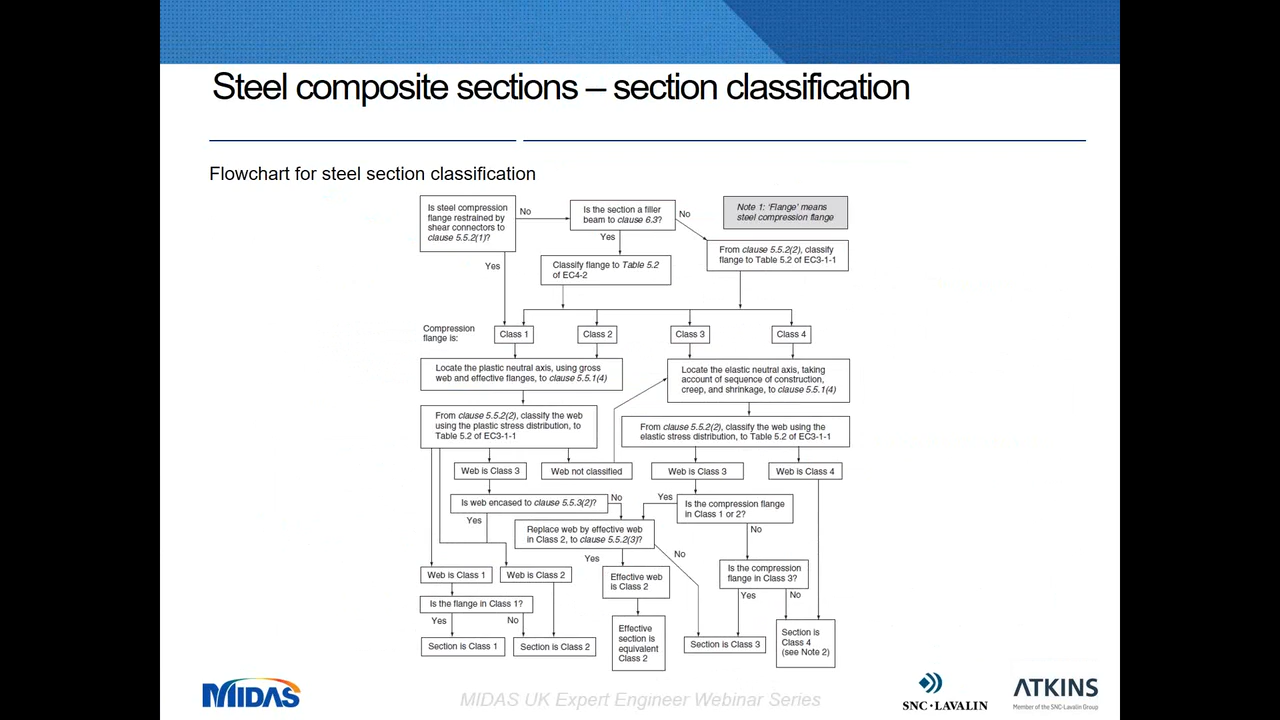 Steel composite sections – section classification
Flowchart for steel section classification
Is steel compression
flange restrained by
shear connectors to
clause 5.5.2(1)?
No
Is the section a filler
beam to clause 6.3?
No
Note 1: ‘Flange’ means
steel compression flange
Yes
Yes
Classify flange to Table 5.2
of EC4-2
From clause 5.5.2(2), classify
flange to Table 5.2 of EC3-1-1
Compression
flange is:
Class 1
Class 2
Class 3
Class 4
Locate the plastic neutral axis, using gross
web and effective flanges, to clause 5.5.1(4)
Locate the elastic neutral axis, taking
account of sequence of construction,
creep, and shrinkage, to clause 5.5.1(4)
From clause 5.5.2(2), classify the web
using the plastic stress distribution, to
Table 5.2 of EC3-1-1
From clause 5.5.2(2), classify the web using the
elastic stress distribution, to Table 5.2 of EC3-1-1
Web is Class 3
Web not classified
Web is Class 3
Web is Class 4
Is web encased to clause 5.5.3(2)?
No
Yes
Is the compression flange
in Class 1 or 2?
Yes
Replace web by effective web
in Class 2, to clause 5.5.2(3)?
No
Yes
No
Web is Class 1
Web is Class 2
Effective web
is Class 2
Is the compression
flange in Class 3?
Is the flange in Class 1?
Yes
No
Yes
No
Section is Class 1
Section is Class 2
Effective
section is
equivalent
Class 2
Section is Class 3
Section is
Class 4
(see Note 2)
MIDAS
MIDAS UK Expert Engineer Webinar Series
SNC•LAVALIN
ATKINS
Member of the SNC-Lavalin Group